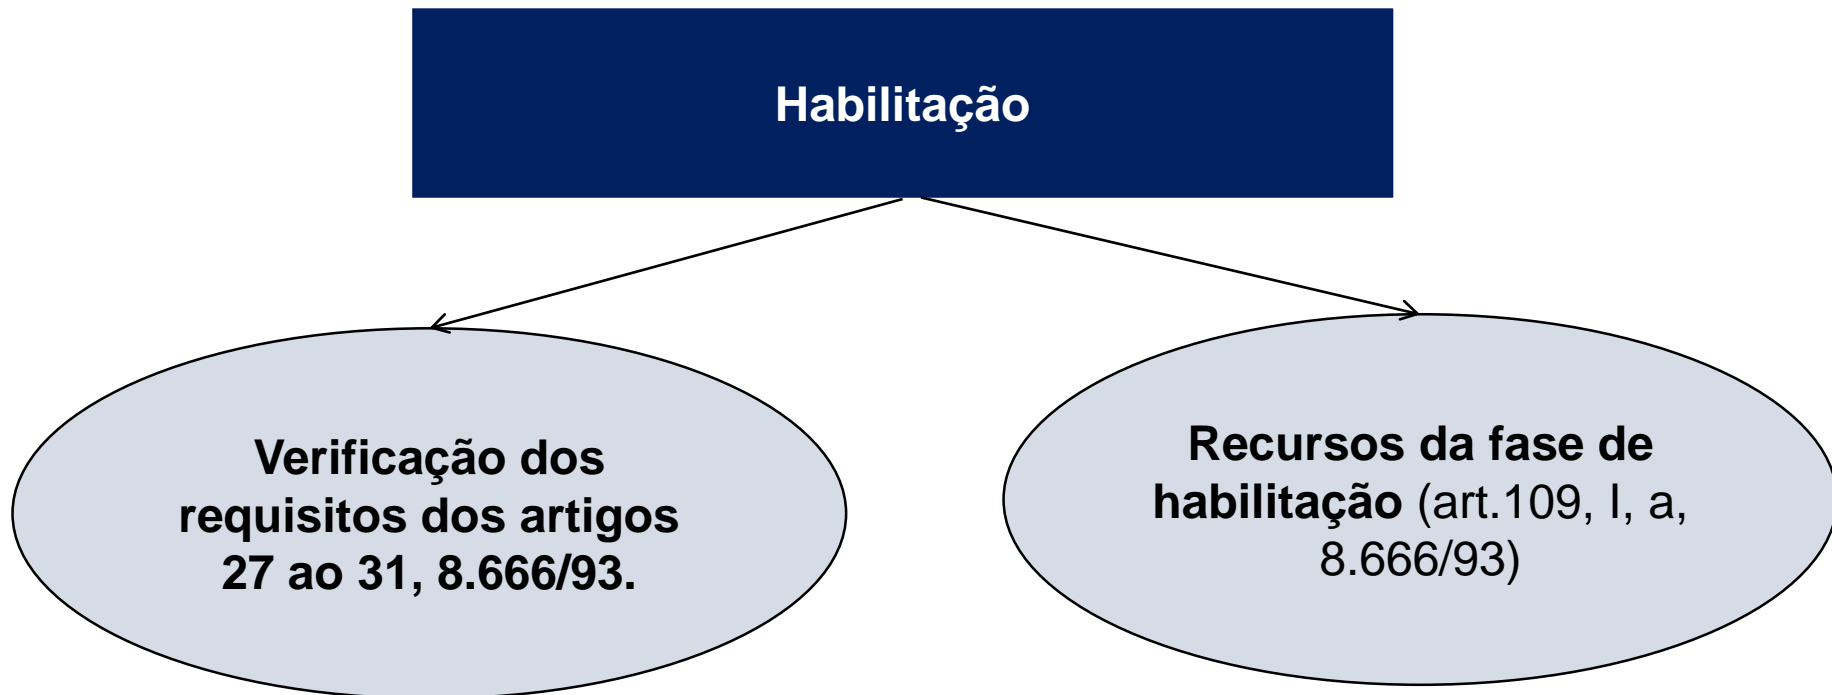 Habilitação
Verificação dos
requisitos dos artigos
27 ao 31, 8.666/93.
Recursos da fase de
habilitação (art.109, I, a,
8.666/93)